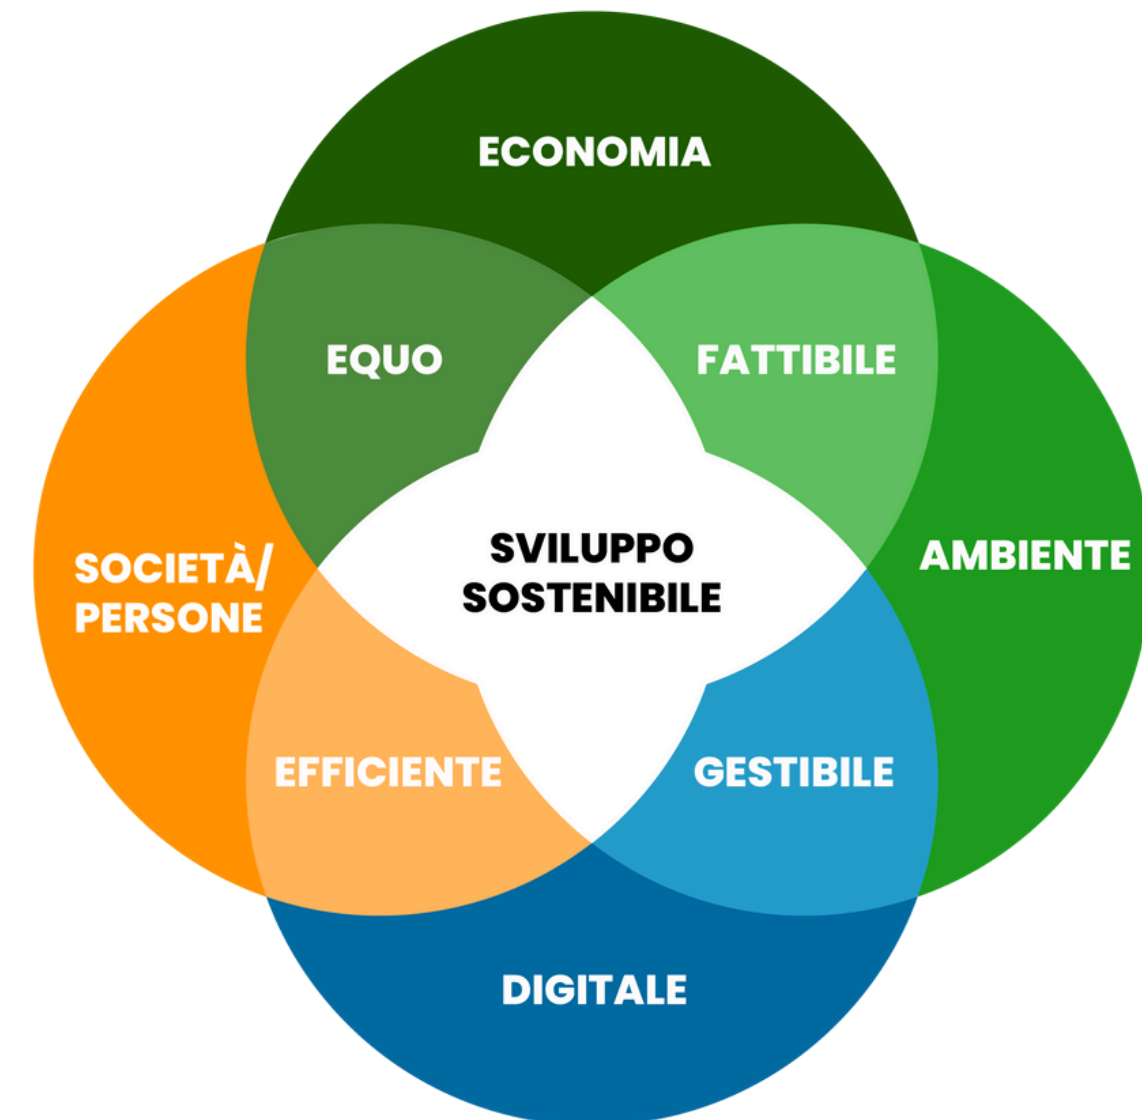 ECONOMIA
EQUO
FATTIBILE
SVILUPPO
SOSTENIBILE
SOCIETÀ/
PERSONE
AMBIENTE
EFFICIENTE
GESTIBILE
DIGITALE